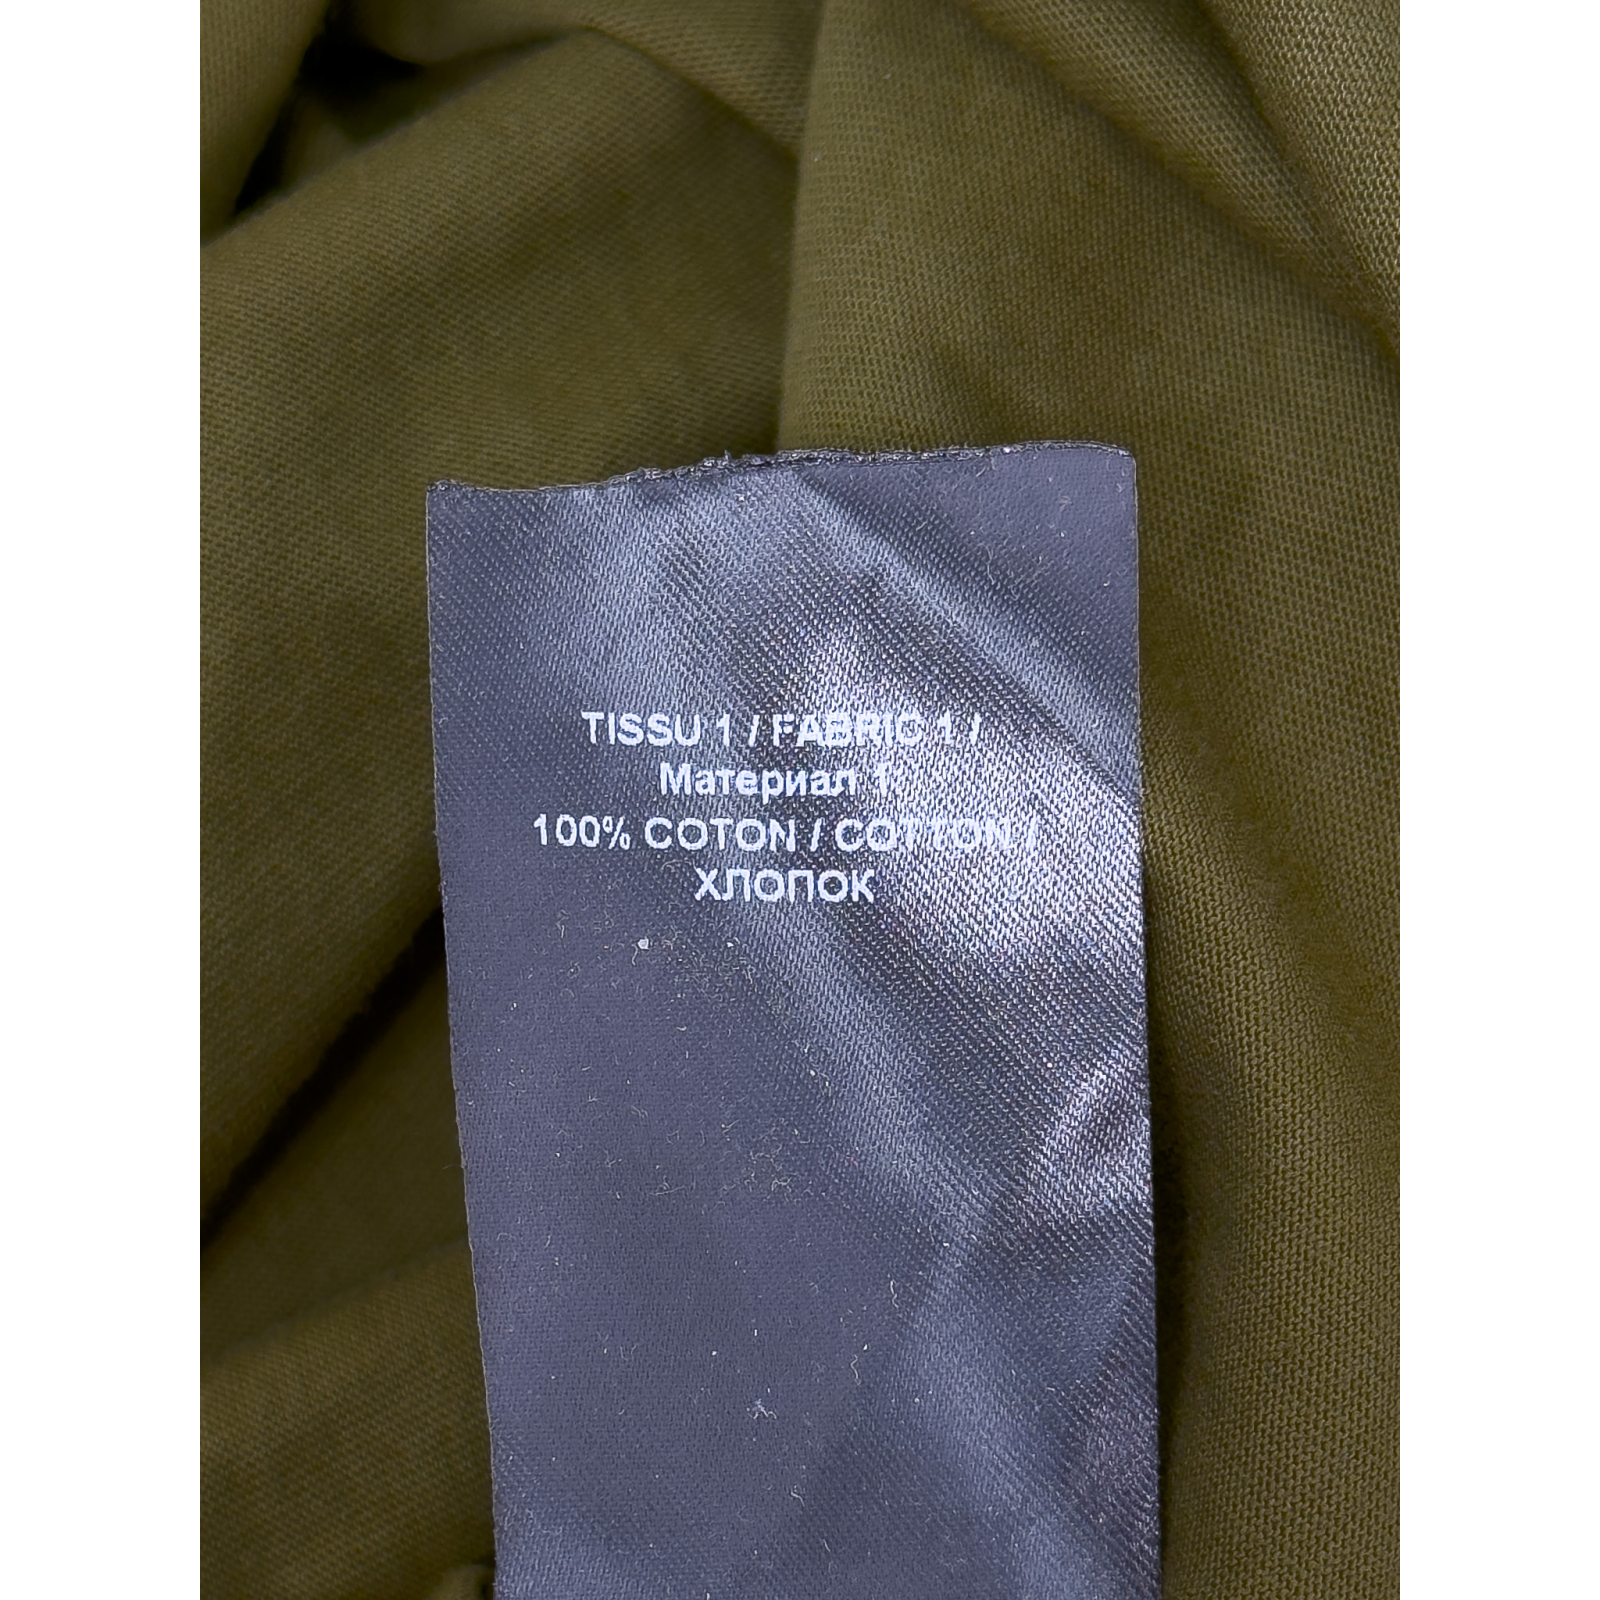 TISSU 1 / FABRIC 1 /
Материал 1:
100% COTON / COTTON /
ХЛОПОК